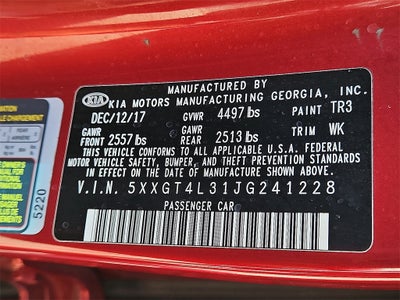 MANUFACTURED BY
KIA KIA MOTORS MANUFACTURING GEORGIA, INC.
DEC/12/17 GVWR 4497 lbs PAINT TR3
GAWR FRONT 2557 lbs GAWR REAR 2513 lbs TRIM WK
THIS VEHICLE CONFORMS TO ALL APPLICABLE U.S.A. FEDERAL
MOTOR VEHICLE SAFETY, BUMPER, AND THEFT PREVENTION STANDARDS
IN EFFECT ON THE DATE OF MANUFACTURE SHOWN ABOVE.
V.I.N. 5XXGT4L31JG241228
PASSENGER CAR
5220